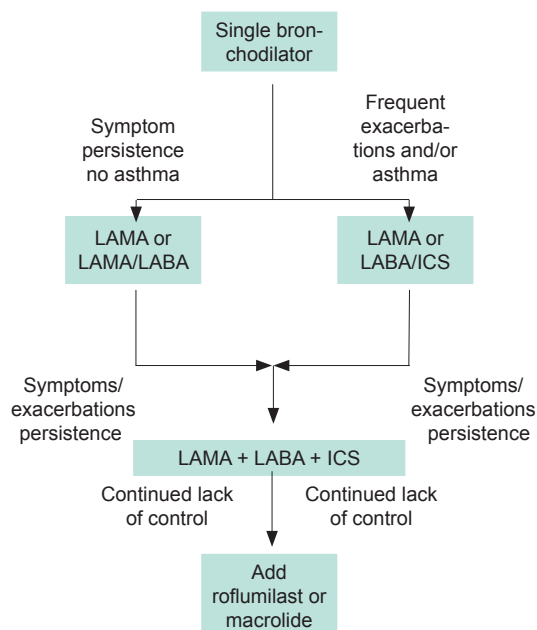 Single bron-
chodilator
Symptom
persistence
no asthma
Frequent
exacerba-
tions and/or
asthma
LAMA or
LAMA/LABA
LAMA or
LABA/ICS
Symptoms/
exacerbations
persistence
Symptoms/
exacerbations
persistence
LAMA + LABA + ICS
Continued lack
of control
Continued lack
of control
Add
roflumilast or
macrolide